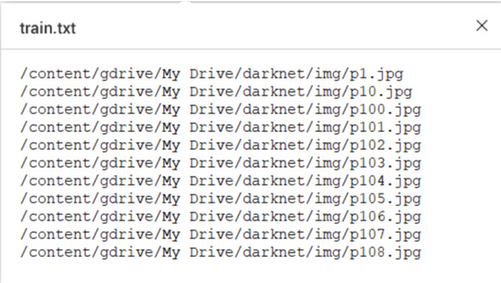 train.txt
/content/gdrive/My Drive/darknet/img/p1.jpg
/content/gdrive/My Drive/darknet/img/p10.jpg
/content/gdrive/My Drive/darknet/img/p100.jpg
/content/gdrive/My Drive/darknet/img/p101.jpg
/content/gdrive/My Drive/darknet/img/p102.jpg
/content/gdrive/My Drive/darknet/img/p103.jpg
/content/gdrive/My Drive/darknet/img/p104.jpg
/content/gdrive/My Drive/darknet/img/p105.jpg
/content/gdrive/My Drive/darknet/img/p106.jpg
/content/gdrive/My Drive/darknet/img/p107.jpg
/content/gdrive/My Drive/darknet/img/p108.jpg